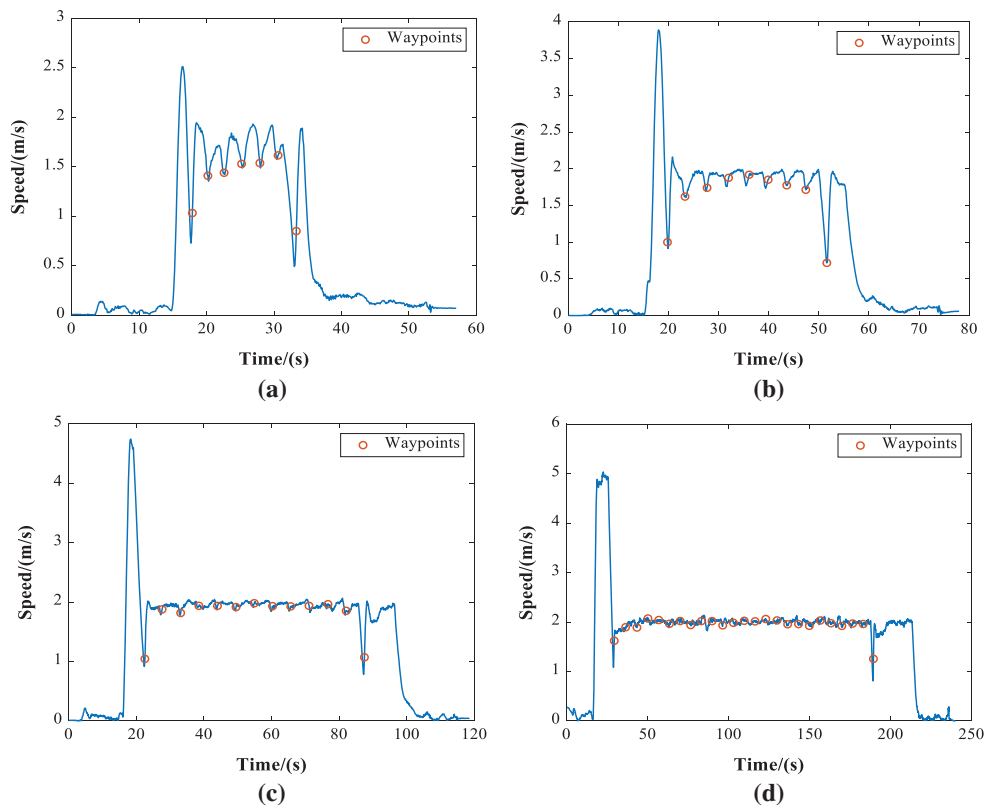 3
2.5
2
1.5
1
0.5
0
Speed/(m/s)
Waypoints
0 10 20 30 40 50 60
Time/(s)
(a)
4
3.5
3
2.5
2
1.5
1
0.5
0
Speed/(m/s)
Waypoints
0 10 20 30 40 50 60 70 80
Time/(s)
(b)
5
4
3
2
1
0
Speed/(m/s)
Waypoints
0 20 40 60 80 100 120
Time/(s)
(c)
6
5
4
3
2
1
0
Speed/(m/s)
Waypoints
0 50 100 150 200 250
Time/(s)
(d)